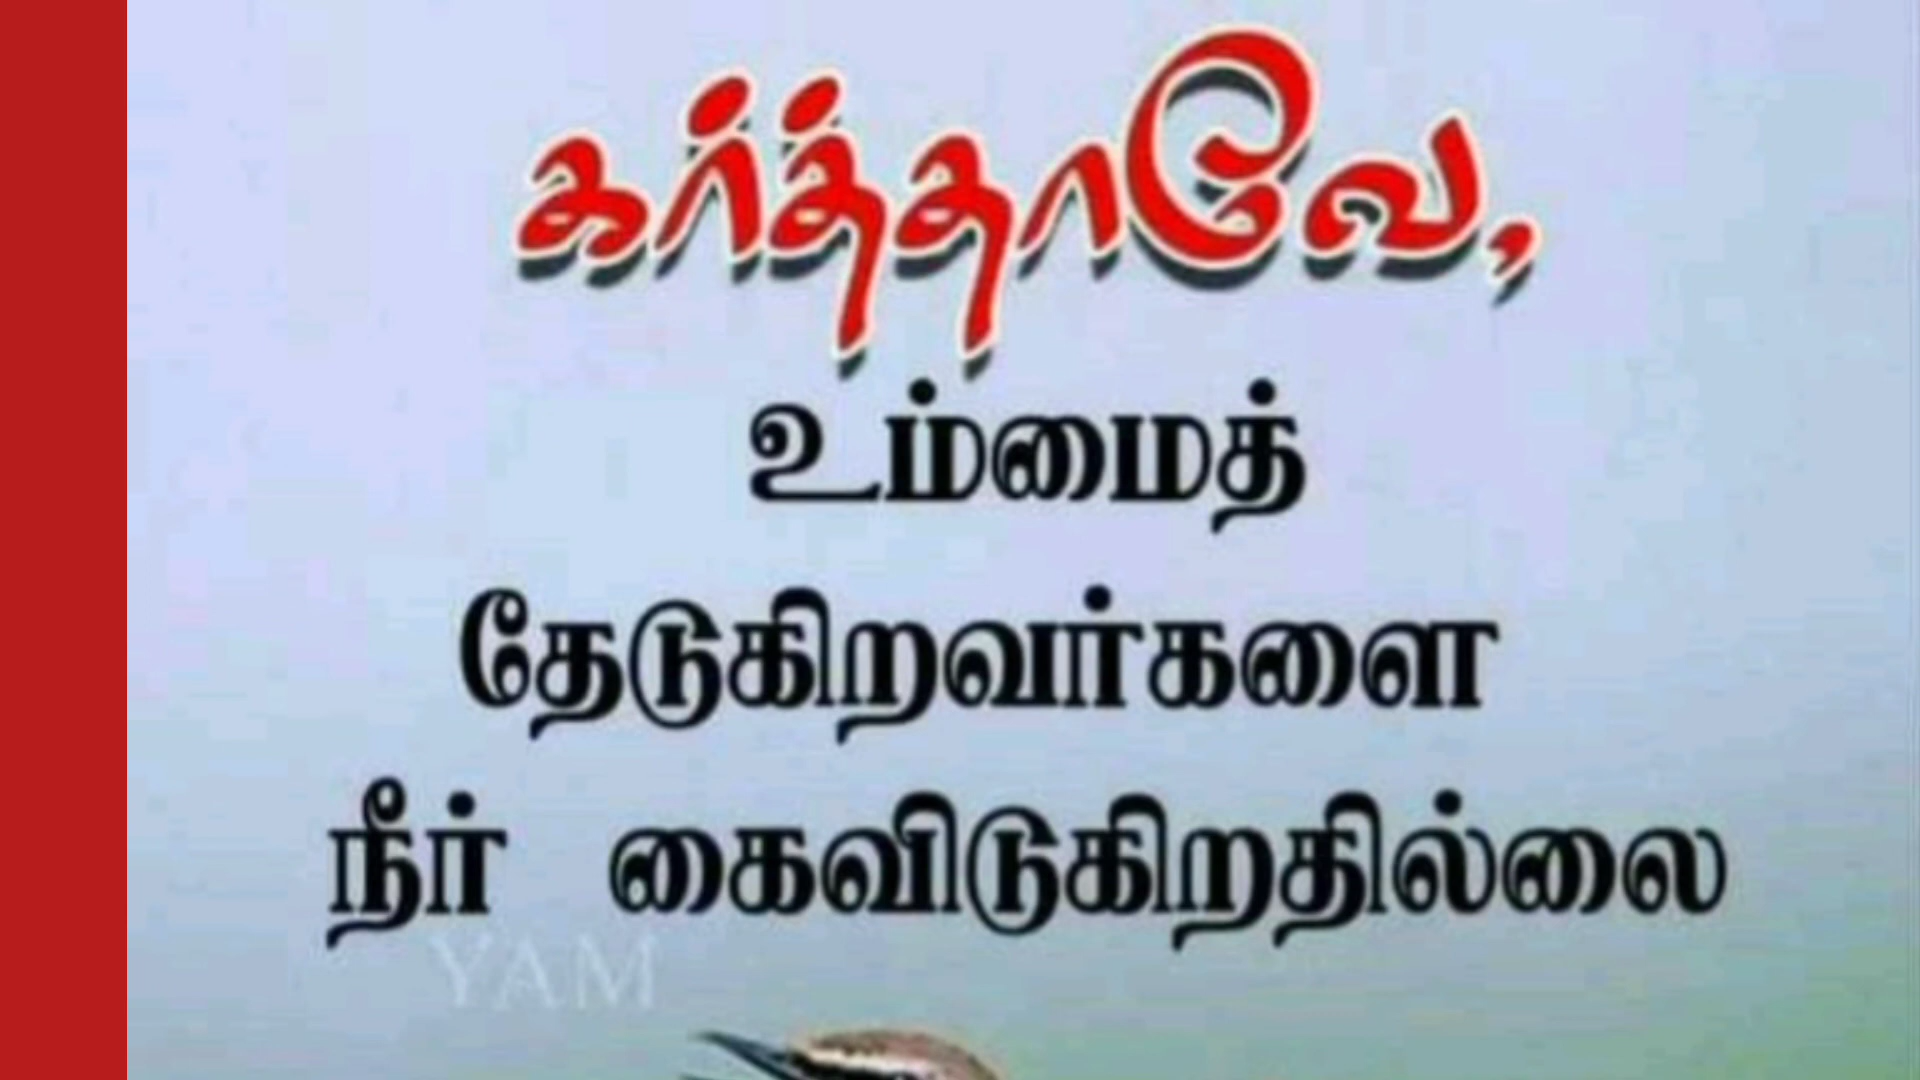 கர்த்தாவே,
உம்மைத்
தேடுகிறவர்களை
நீர் கைவிடுகிறதில்லை
YAM